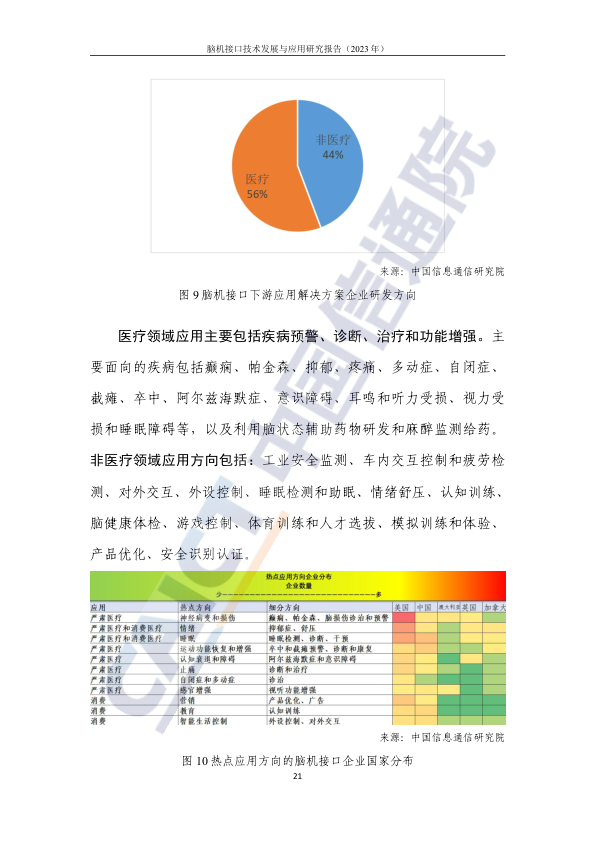 脑机接口技术发展与应用研究报告（2023 年）
非医疗
44%
医疗
56%
来源：中国信息通信研究院
图 9 脑机接口下游应用解决方案企业研发方向
医疗领域应用主要包括疾病预警、诊断、治疗和功能增强。主
要面向的疾病包括癫痫、帕金森、抑郁、疼痛、多动症、自闭症、
截瘫、卒中、阿尔兹海默症、意识障碍、耳鸣和听力受损、视力受
损和睡眠障碍等，以及利用脑状态辅助药物研发和麻醉监测给药。
非医疗领域应用方向包括：工业安全监测、车内交互控制和疲劳检
测、对外交互、外设控制、睡眠检测和助眠、情绪舒压、认知训练、
脑健康体检、游戏控制、体育训练和人才选拔、模拟训练和体验、
产品优化、安全识别认证。
热点应用方向企业分布
企业数量
少————————————————————多
应用 热点方向 细分方向 美国 中国 澳大利亚 英国 加拿大
严肃医疗 神经病变和损伤 癫痫、帕金森、脑损伤诊治和预警
严肃医疗和消费医疗 情绪 抑郁症、舒压
严肃医疗和消费医疗 睡眠 睡眠检测、诊断、干预
严肃医疗 运动功能恢复和增强 卒中和截瘫预警、诊断和康复
严肃医疗 认知衰退和障碍 阿尔兹海默症和意识障碍
严肃医疗 止痛 诊断和治疗
严肃医疗 自闭症和多动症 诊治
严肃医疗 感官增强 视听功能增强
消费 营销 产品优化、广告
消费 教育 认知训练
消费 智能生活控制 外设控制、对外交互
来源：中国信息通信研究院
图 10 热点应用方向的脑机接口企业国家分布
21
CAICT 中国信通院